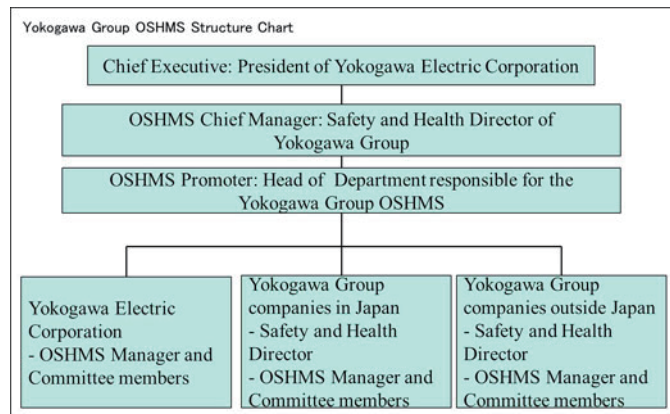 Yokogawa Group OSHMS Structure Chart
Chief Executive: President of Yokogawa Electric Corporation
OSHMS Chief Manager: Safety and Health Director of
Yokogawa Group
OSHMS Promoter: Head of Department responsible for the
Yokogawa Group OSHMS
Yokogawa Electric
Corporation
- OSHMS Manager and
Committee members
Yokogawa Group
companies in Japan
- Safety and Health
Director
- OSHMS Manager and
Committee members
Yokogawa Group
companies outside Japan
- Safety and Health
Director
- OSHMS Manager and
Committee members